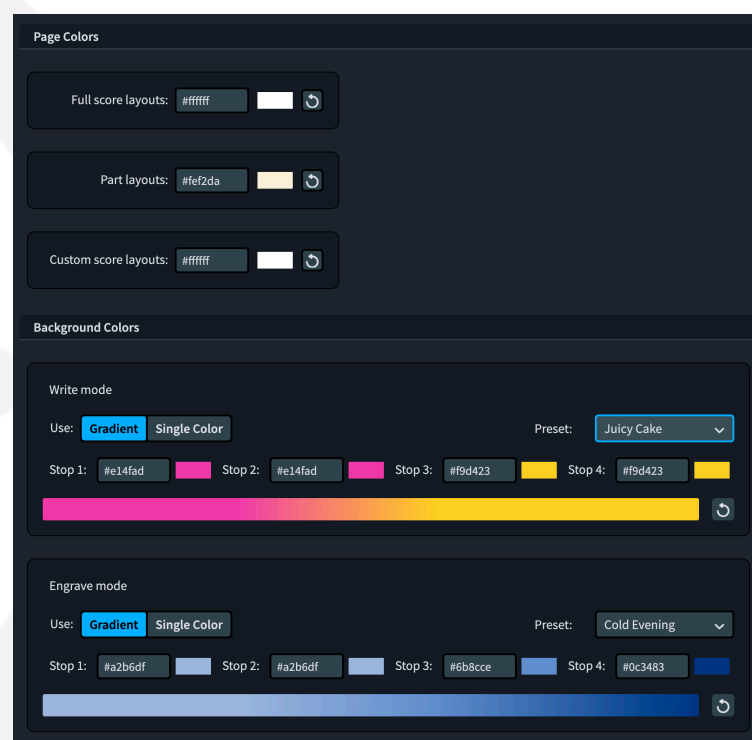 Page Colors
Full score layouts: #ffffff
Part layouts: #fef2da
Custom score layouts: #ffffff
Background Colors
Write mode
Use: Gradient Single Color Preset: Juicy Cake
Stop 1: #e14fad Stop 2: #e14fad Stop 3: #f9d423 Stop 4: #f9d423
Engrave mode
Use: Gradient Single Color Preset: Cold Evening
Stop 1: #a2b6df Stop 2: #a2b6df Stop 3: #6b8cce Stop 4: #0c3483